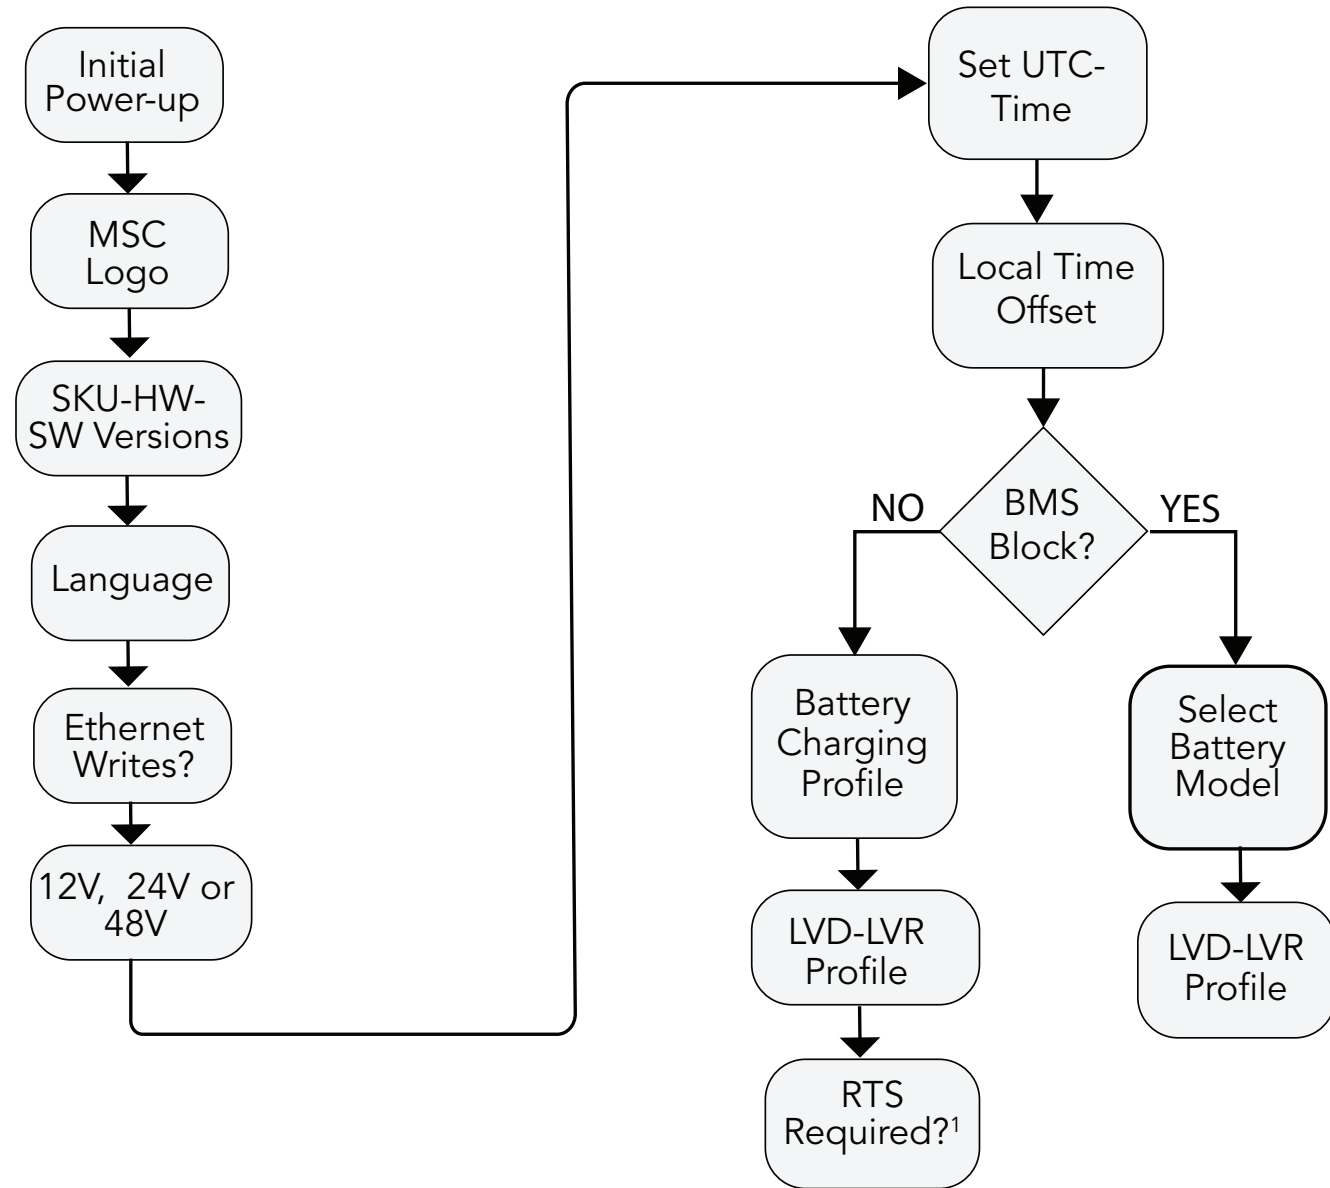 Initial
Power-up
MSC
Logo
SKU-HW-
SW Versions
Language
Ethernet
Writes?
12V,  24V or
48V
Set UTC-
Time
Local Time
Offset
BMS
Block?
NO
YES
Battery
Charging
Profile
LVD-LVR
Profile
RTS
Required?¹
Select
Battery
Model
LVD-LVR
Profile